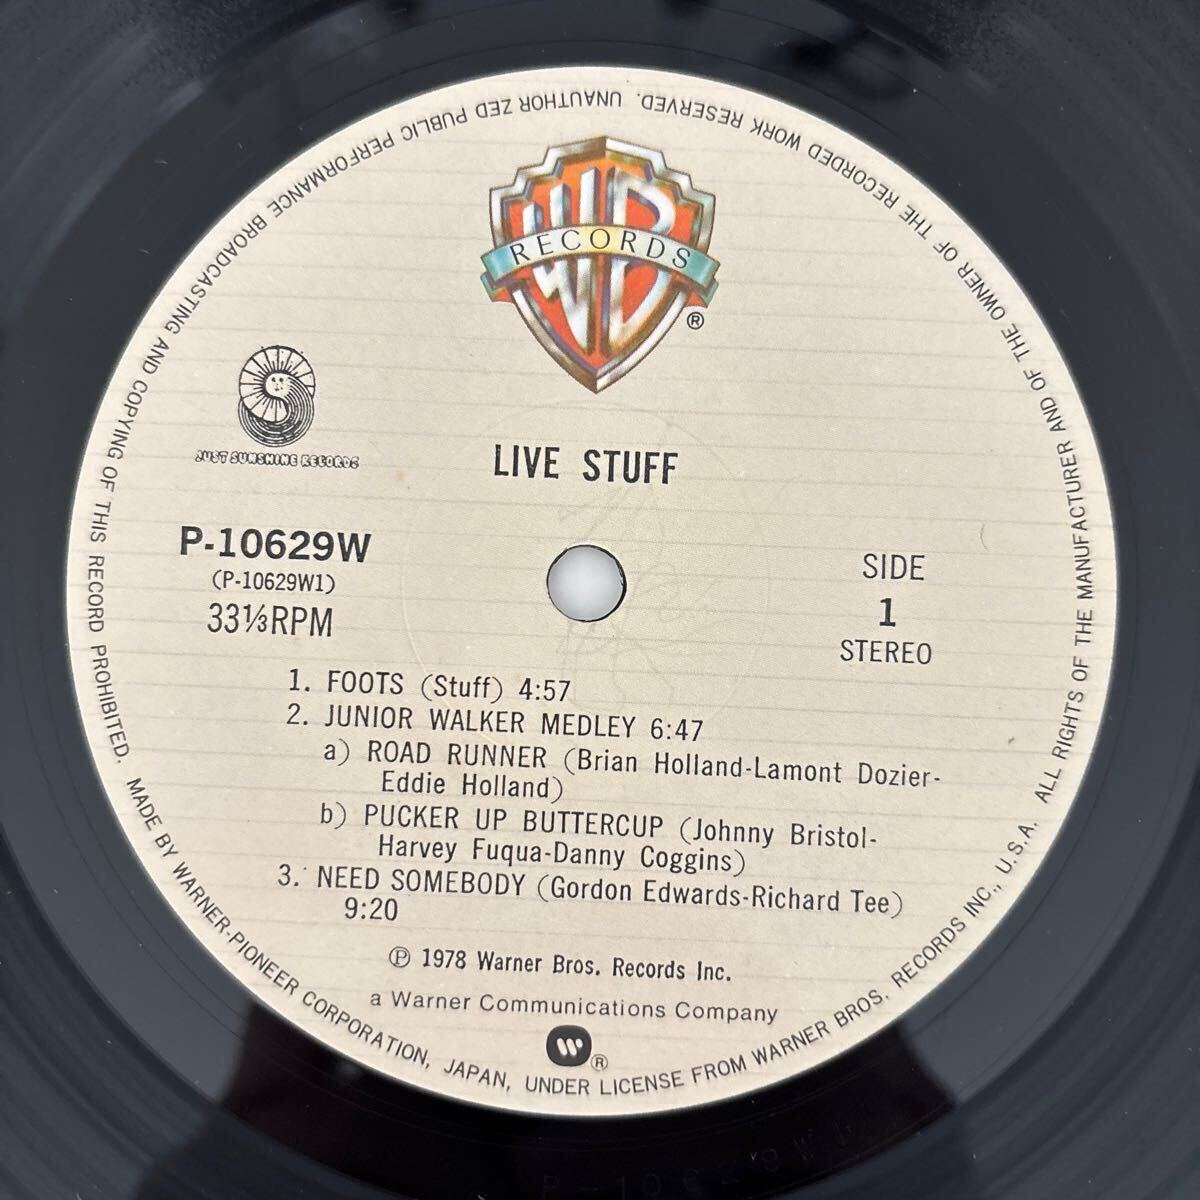 WB
RECORDS
®
JUST SUNSHINE RECORDS
LIVE STUFF
P-10629W
(P-10629W1)
33⅓RPM
SIDE
1
STEREO
1. FOOTS (Stuff) 4:57
2. JUNIOR WALKER MEDLEY 6:47
a) ROAD RUNNER (Brian Holland-Lamont Dozier-
Eddie Holland)
b) PUCKER UP BUTTERCUP (Johnny Bristol-
Harvey Fuqua-Danny Coggins)
3. NEED SOMEBODY (Gordon Edwards-Richard Tee)
9:20
℗ 1978 Warner Bros. Records Inc.
a Warner Communications Company
®
MADE BY WARNER-PIONEER CORPORATION, JAPAN, UNDER LICENSE FROM WARNER BROS. RECORDS INC., U.S.A. ALL RIGHTS OF THE MANUFACTURER AND OF THE OWNER OF THE RECORDED WORK RESERVED. UNAUTHOR ZED PUBLIC PERFORMANCE BROADCASTING AND COPYING OF THIS RECORD PROHIBITED.
P-10629W1